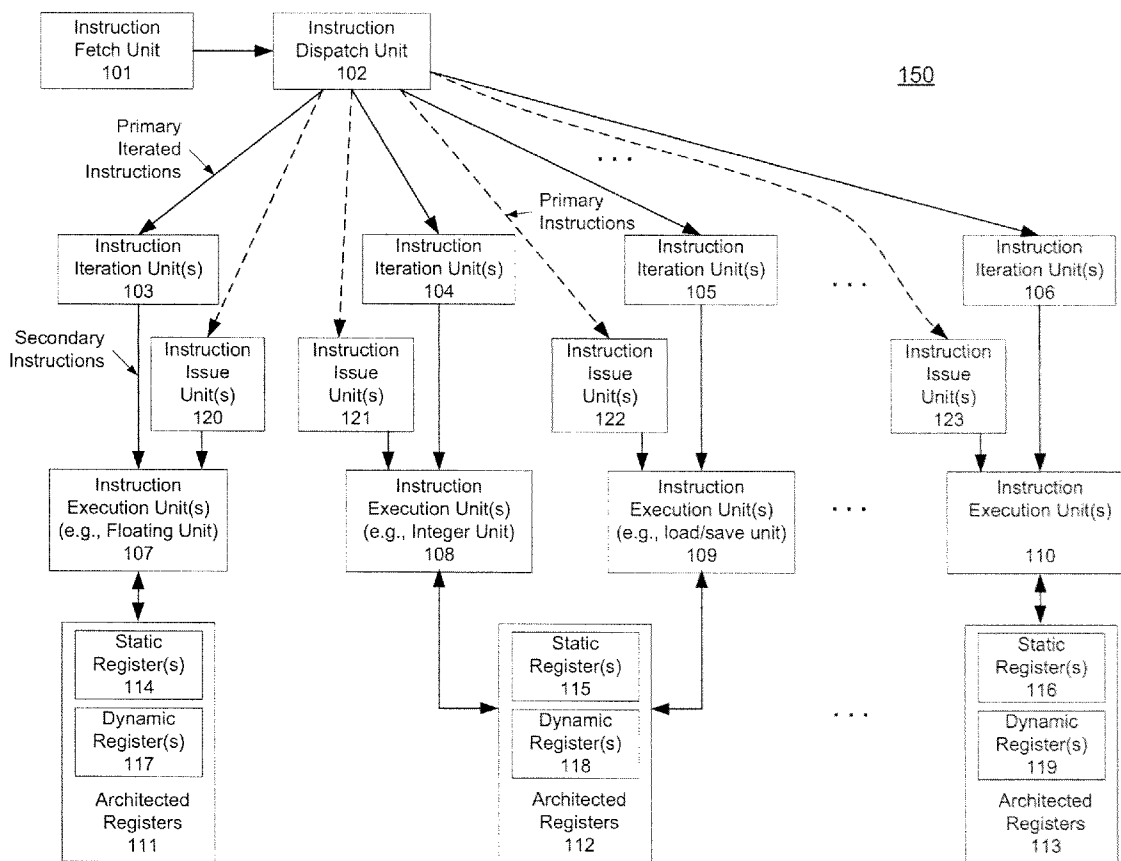 Instruction
Fetch Unit
101
Instruction
Dispatch Unit
102
150
Primary
Iterated
Instructions
. . .
Primary
Instructions
Instruction
Iteration Unit(s)
103
Instruction
Iteration Unit(s)
104
Instruction
Iteration Unit(s)
105
. . .
Instruction
Iteration Unit(s)
106
Secondary
Instructions
Instruction
Issue
Unit(s)
120
Instruction
Issue
Unit(s)
121
Instruction
Issue
Unit(s)
122
Instruction
Issue
Unit(s)
123
Instruction
Execution Unit(s)
(e.g., Floating Unit)
107
Instruction
Execution Unit(s)
(e.g., Integer Unit)
108
Instruction
Execution Unit(s)
(e.g., load/save unit)
109
. . .
Instruction
Execution Unit(s)
110
Static
Register(s)
114
Dynamic
Register(s)
117
Architected
Registers
111
Static
Register(s)
115
Dynamic
Register(s)
118
Architected
Registers
112
. . .
Static
Register(s)
116
Dynamic
Register(s)
119
Architected
Registers
113